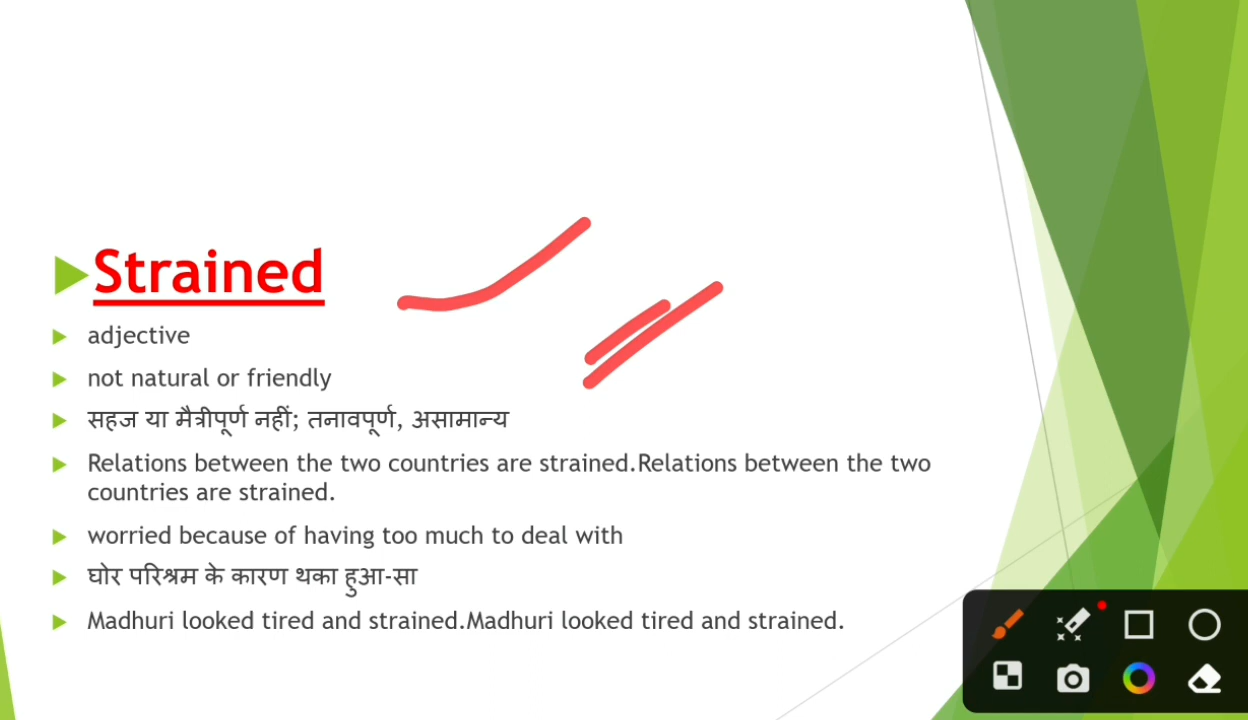 Strained
adjective
not natural or friendly
सहज या मैत्रीपूर्ण नहीं; तनावपूर्ण, असामान्य
Relations between the two countries are strained.Relations between the two
countries are strained.
worried because of having too much to deal with
घोर परिश्रम के कारण थका हुआ-सा
Madhuri looked tired and strained.Madhuri looked tired and strained.